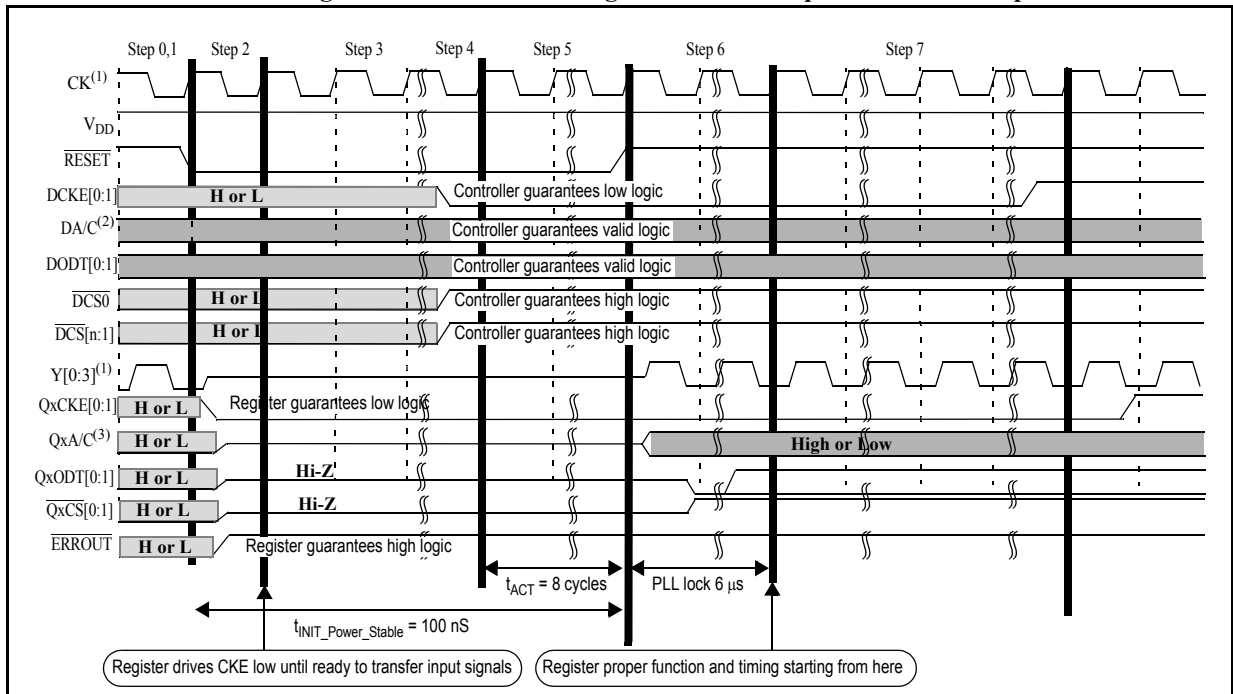 Step 0,1 Step 2 Step 3 Step 4 Step 5 Step 6 Step 7
CK(1)
VDD
RESET
DCKE[0:1] H or L Controller guarantees low logic
DA/C(2) Controller guarantees valid logic
DODT[0:1] Controller guarantees valid logic
DCS0 H or L Controller guarantees high logic
DCS[n:1] H or L Controller guarantees high logic
Y[0:3](1)
QxCKE[0:1] H or L Register guarantees low logic
QxA/C(3) H or L High or Low
QxODT[0:1] H or L Hi-Z
QxCS[0:1] H or L Hi-Z
ERROUT H or L Register guarantees high logic
tACT = 8 cycles PLL lock 6 μs
tINIT_Power_Stable = 100 nS
Register drives CKE low until ready to transfer input signals Register proper function and timing starting from here